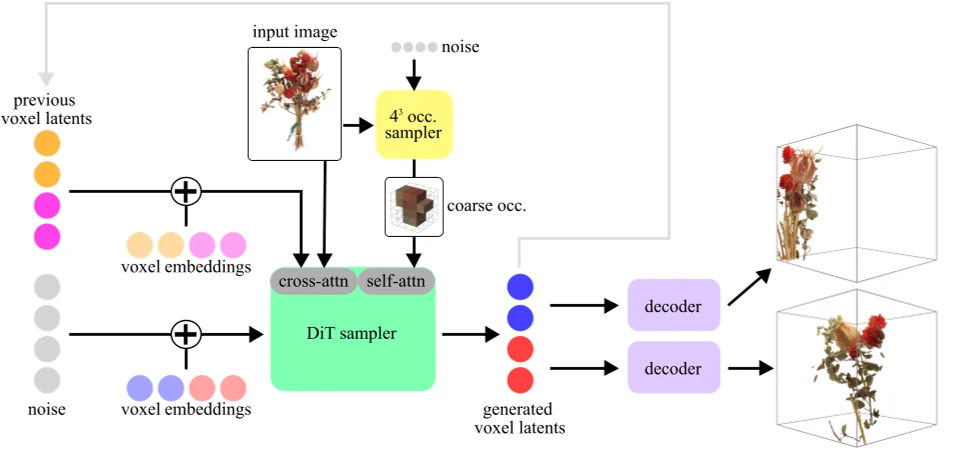 input image
noise
previous
voxel latents
4³ occ.
sampler
coarse occ.
voxel embeddings
cross-attn
self-attn
DiT sampler
decoder
decoder
noise
voxel embeddings
generated
voxel latents